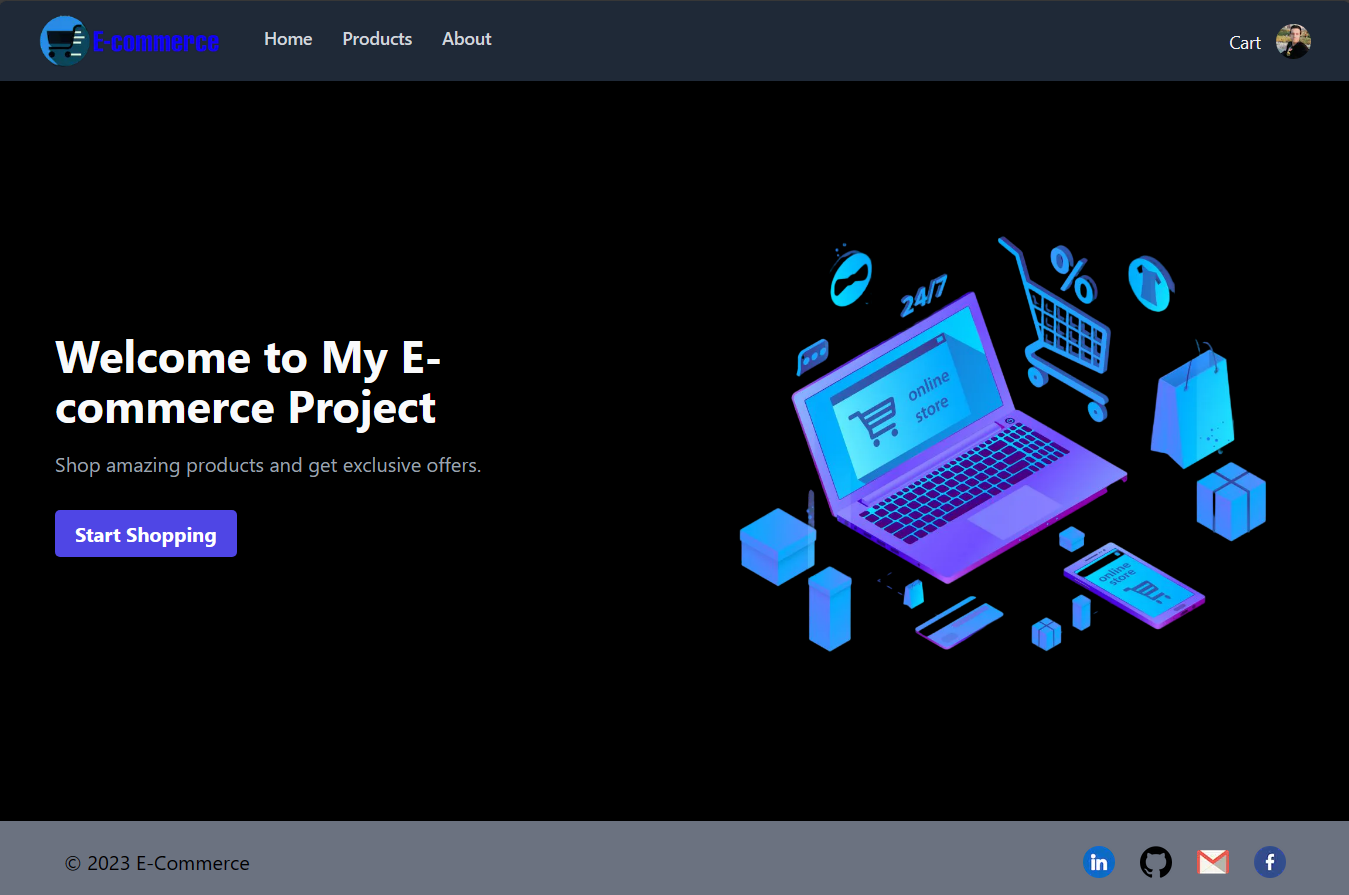 E-commerce
Home
Products
About
Cart
Welcome to My E-
commerce Project
Shop amazing products and get exclusive offers.
Start Shopping
24/7
%
online
store
online
store
© 2023 E-Commerce
in
f